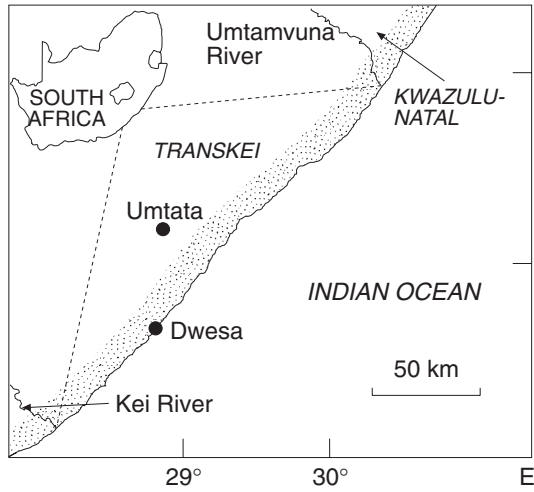 Umtamvuna
River
SOUTH
AFRICA
KWAZULU-
NATAL
TRANSKEI
Umtata
INDIAN OCEAN
Dwesa
50 km
Kei River
29°
30°
E